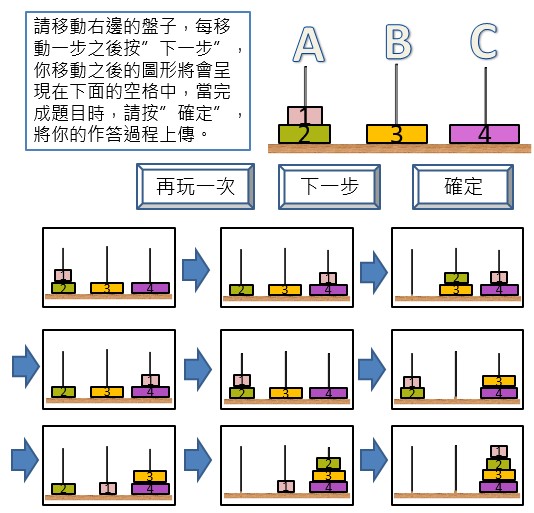 請移動右邊的盤子，每移
動一步之後按”下一步”，
你移動之後的圖形將會呈
現在下面的空格中，當完
成題目時，請按”確定”，
將你的作答過程上傳。
A B C
1
2 3 4
再玩一次 下一步 確定
1
2 3 4
1
2 3 4
2 1
3 4
1
2 3 4
1
2 3 4
1 3
2 4
3
2 1 4
2
3
1 4
1
2
3
4